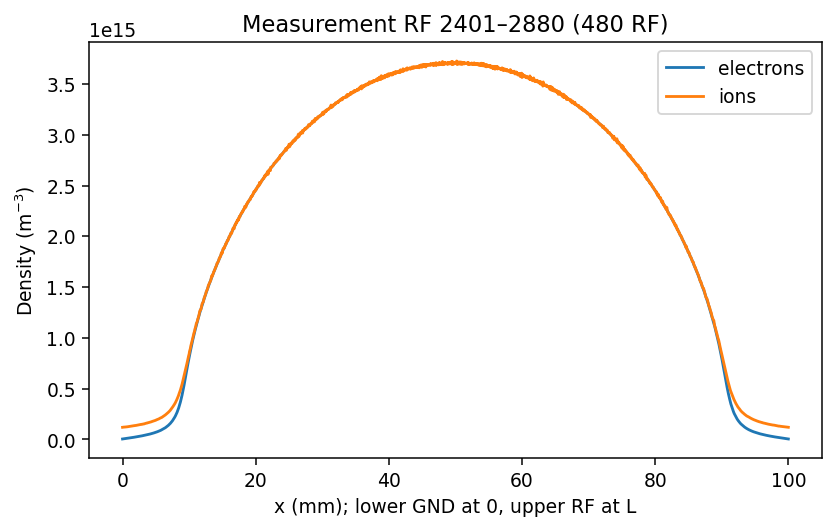 Measurement RF 2401–2880 (480 RF)
1e15
electrons
ions
3.5
3.0
2.5
2.0
1.5
1.0
0.5
0.0
Density (m⁻³)
0 20 40 60 80 100
x (mm); lower GND at 0, upper RF at L